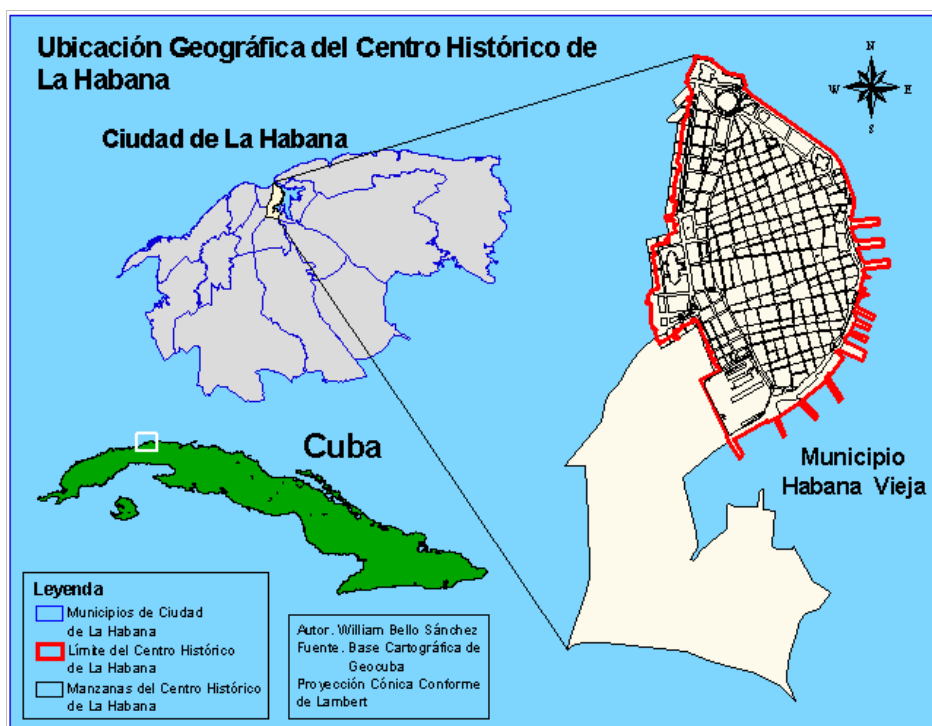 Ubicación Geográfica del Centro Histórico de
La Habana
Ciudad de La Habana
N
W
E
S
Cuba
Municipio
Habana Vieja
Leyenda
Municipios de Ciudad
de La Habana
Límite del Centro Histórico
de La Habana
Manzanas del Centro Histórico
de La Habana
Autor. William Bello Sánchez
Fuente. Base Cartográfica de
Geocuba
Proyección Cónica Conforme
de Lambert